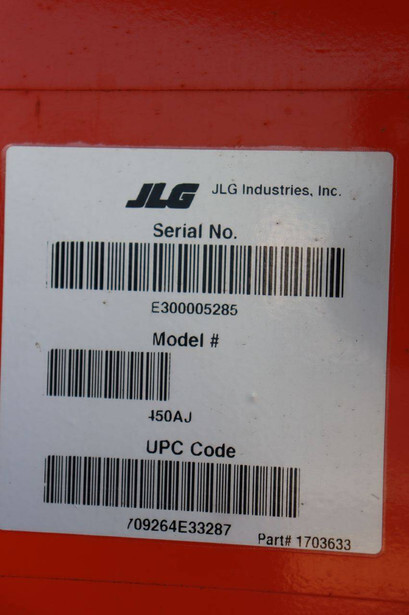 JLG JLG Industries, Inc.
Serial No.
E300005285
Model #
450AJ
UPC Code
709264E33287
Part# 1703633